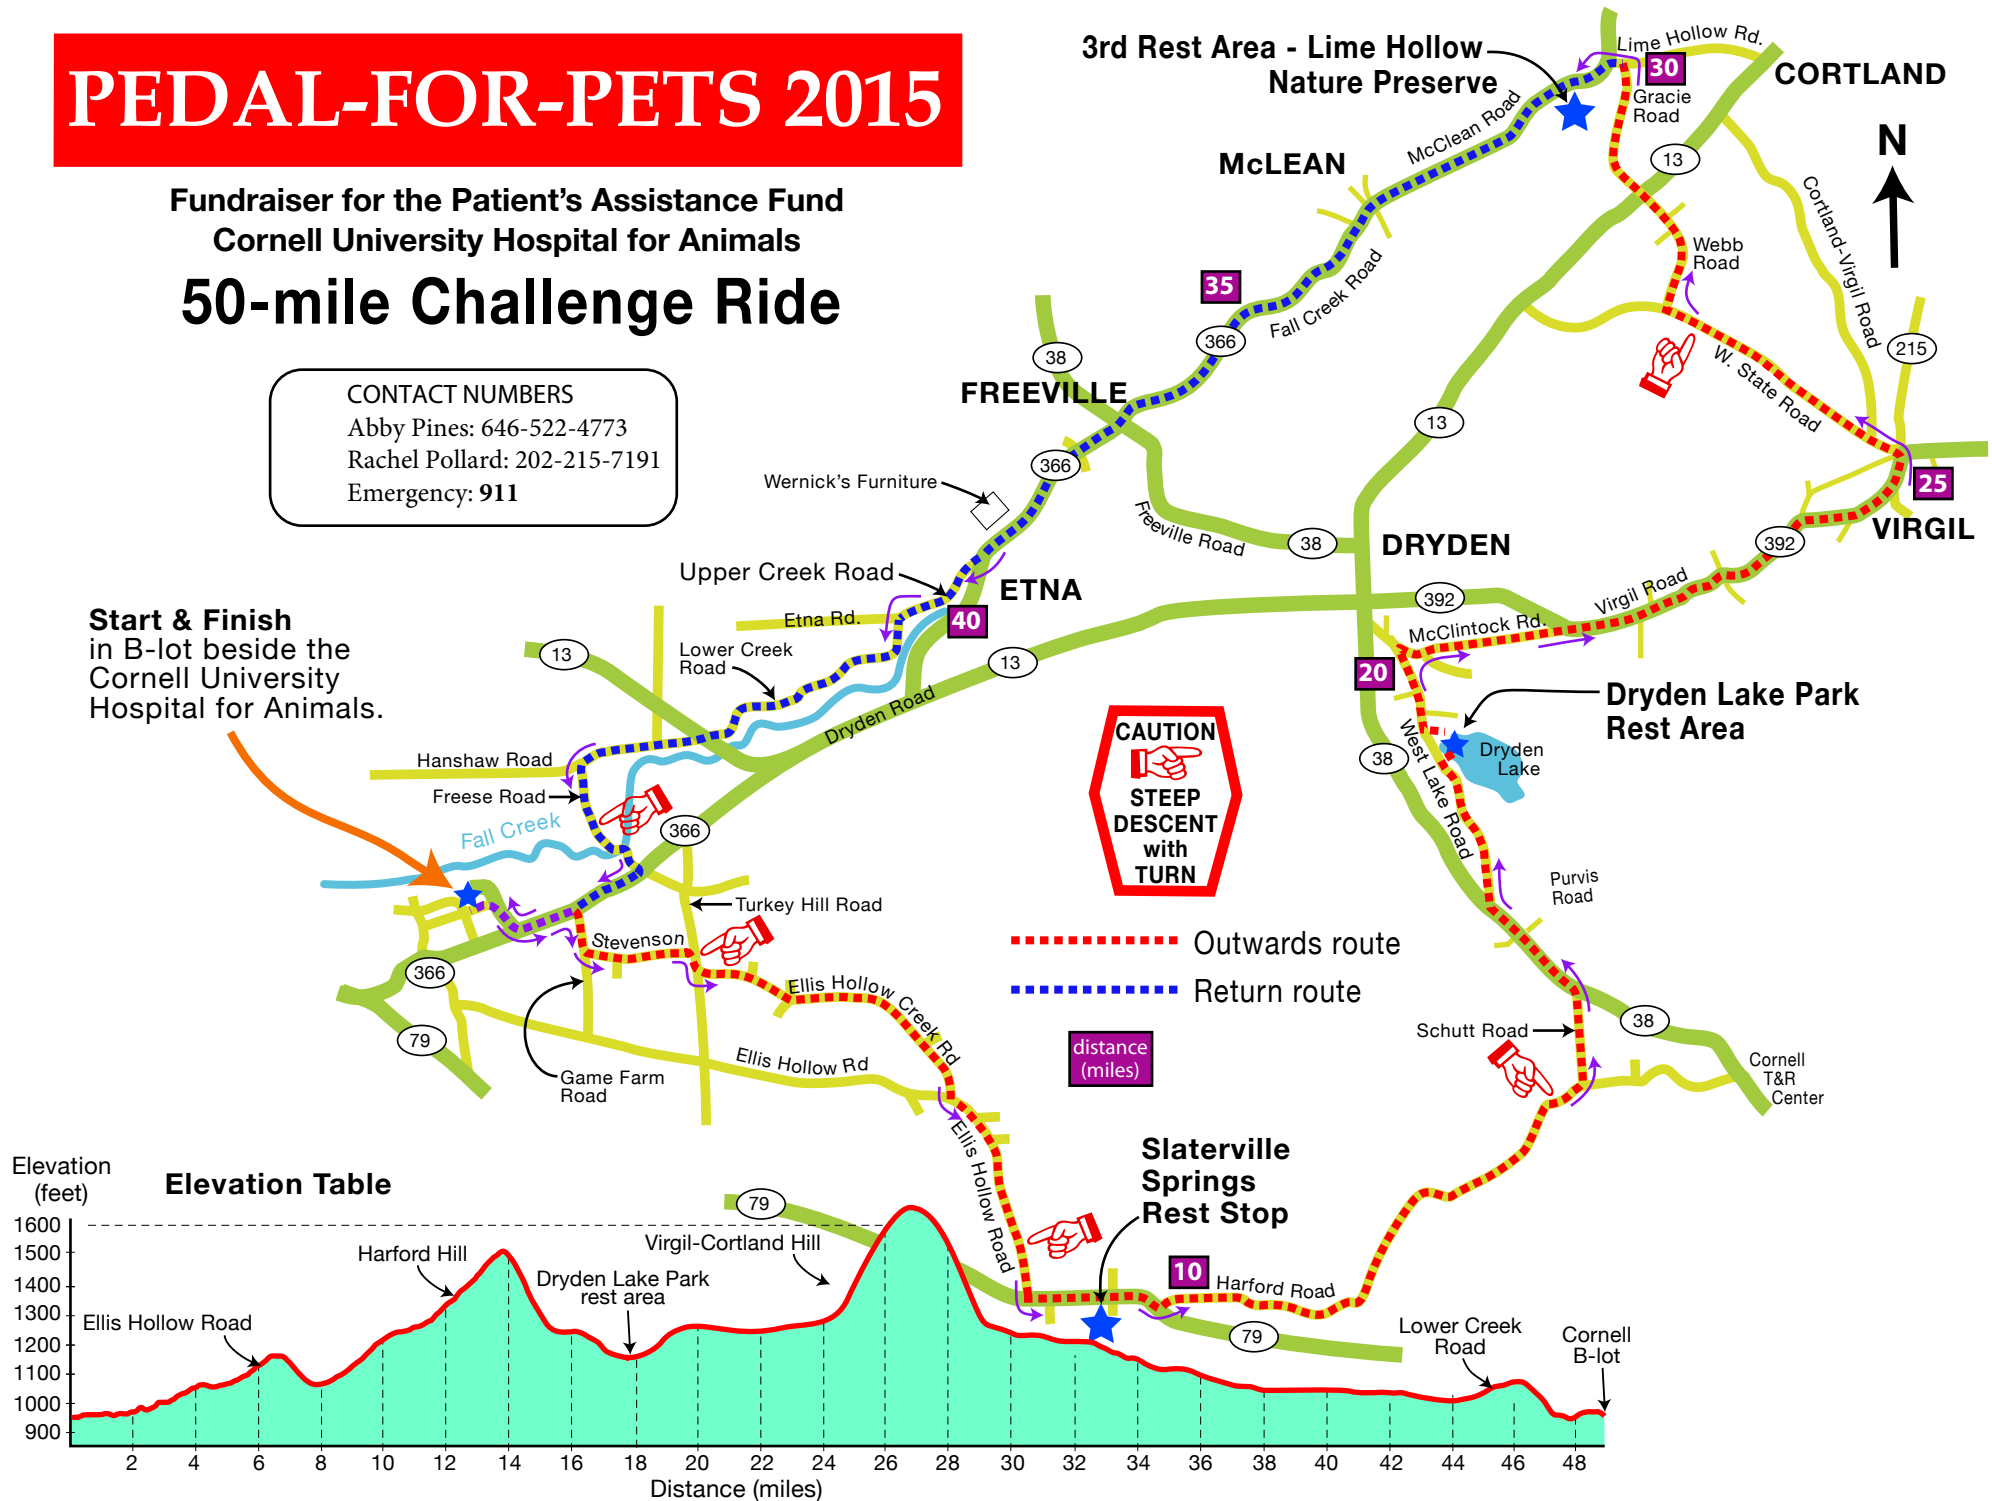 PEDAL-FOR-PETS 2015
Fundraiser for the Patient's Assistance Fund
Cornell University Hospital for Animals
50-mile Challenge Ride
CONTACT NUMBERS
Abby Pines: 646-522-4773
Rachel Pollard: 202-215-7191
Emergency: 911
3rd Rest Area - Lime Hollow
Nature Preserve
Lime Hollow Rd.
30
CORTLAND
Gracie
Road
McClean Road
13
N
McLEAN
Cortland-Virgil Road
Webb
Road
35
Fall Creek Road
366
38
215
W. State Road
FREEVILLE
13
366
Wernick's Furniture
25
VIRGIL
Freeville Road
38
DRYDEN
392
Upper Creek Road
ETNA
392
Virgil Road
Etna Rd.
40
McClintock Rd.
Start & Finish
in B-lot beside the
Cornell University
Hospital for Animals.
13
Lower Creek
Road
13
20
Dryden Road
Dryden Lake Park
Rest Area
CAUTION
STEEP
DESCENT
with
TURN
38
West Lake Road
Dryden
Lake
Hanshaw Road
Freese Road
Fall Creek
366
Purvis
Road
Turkey Hill Road
Stevenson
Outwards route
Return route
366
Ellis Hollow Creek Rd
79
Ellis Hollow Rd
distance
(miles)
Schutt Road
38
Cornell
T&R
Center
Game Farm
Road
Ellis Hollow Road
Slaterville
Springs
Rest Stop
79
10
Harford Road
79
Elevation
(feet)
Elevation Table
1600
1500
1400
1300
1200
1100
1000
900
Ellis Hollow Road
Harford Hill
Dryden Lake Park
rest area
Virgil-Cortland Hill
Lower Creek
Road
Cornell
B-lot
2 4 6 8 10 12 14 16 18 20 22 24 26 28 30 32 34 36 38 40 42 44 46 48
Distance (miles)